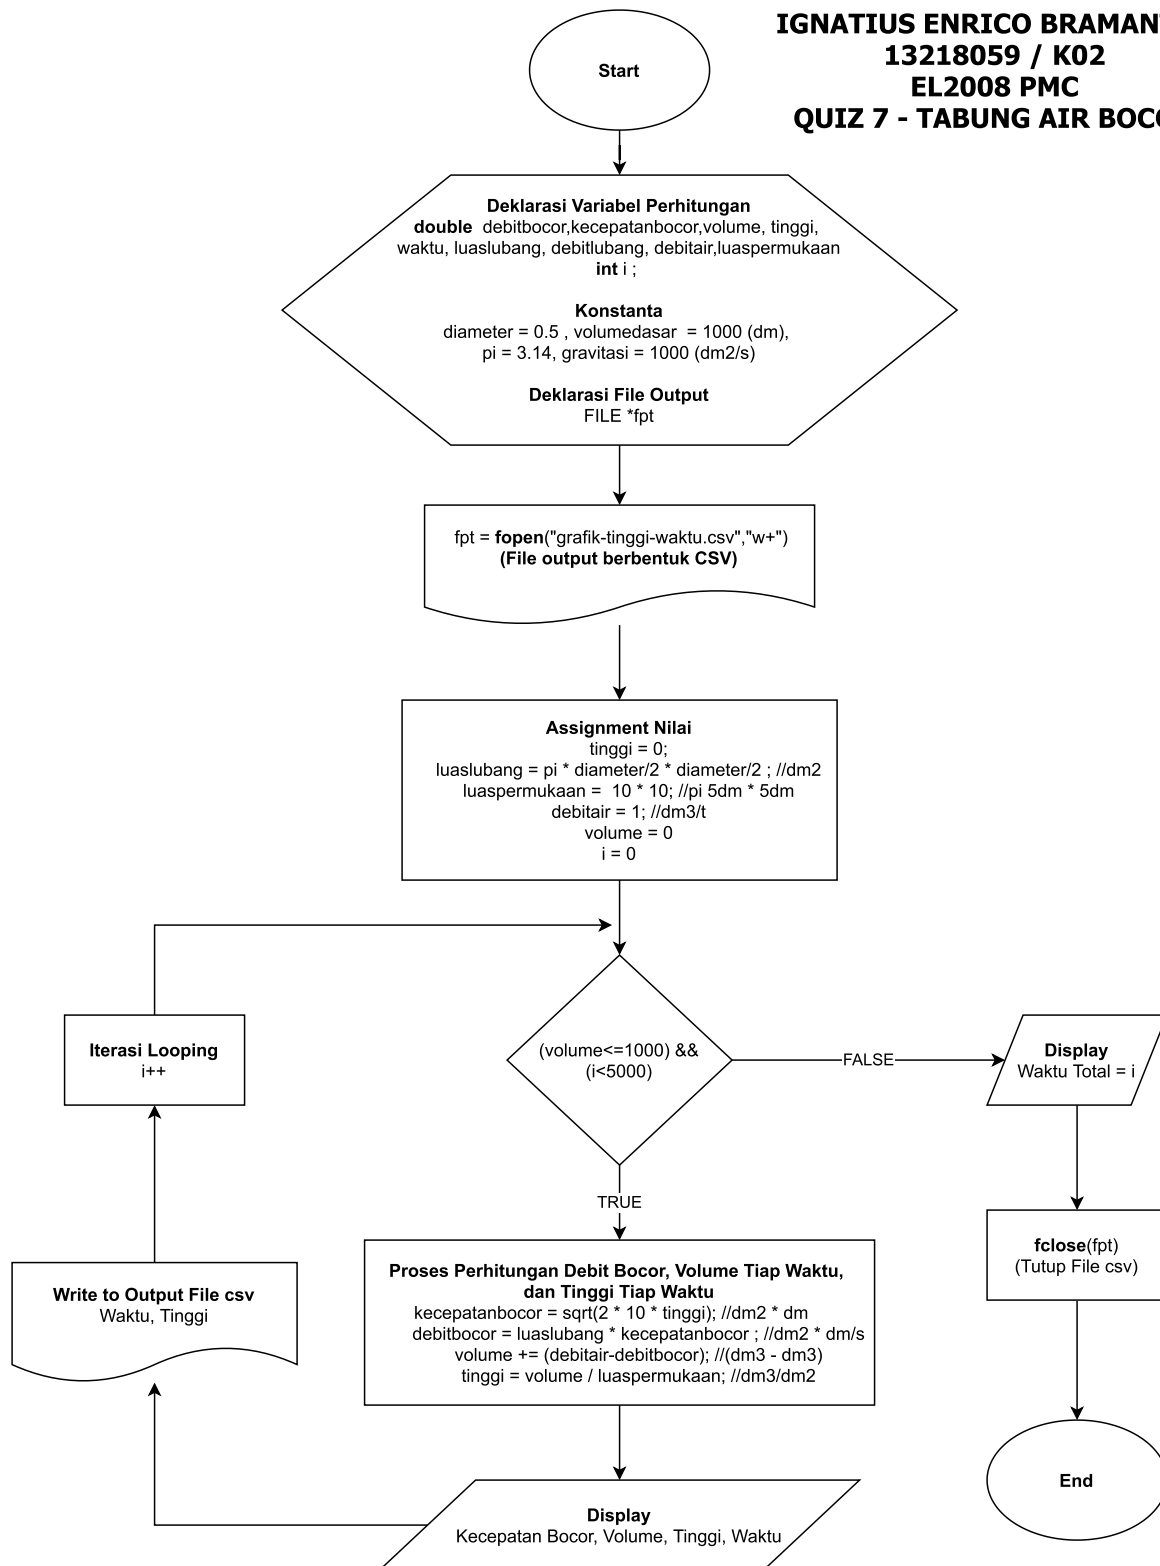 IGNATIUS ENRICO
13218059 / K02
EL2008 PMC
QUIZ 7 - TABUNG AIR
Start
Deklarasi Variabel Perhitungan
double debitbocor,kecepatanbocor,volume, tinggi,
waktu, luaslubang, debitlubang, debitair,luaspermukaan
int i ;
Konstanta
diameter = 0.5 , volumedasar = 1000 (dm),
pi = 3.14, gravitasi = 1000 (dm2/s)
Deklarasi File Output
FILE *fpt
fpt = fopen("grafik-tinggi-waktu.csv","w+")
(File output berbentuk CSV)
Assignment Nilai
tinggi = 0;
luaslubang = pi * diameter/2 * diameter/2 ; //dm2
luaspermukaan = 10 * 10; //pi 5dm * 5dm
debitair = 1; //dm3/t
volume = 0
i = 0
Iterasi Looping
i++
(volume<=1000) &&
(i<5000)
FALSE
Display
Waktu Total = i
TRUE
Proses Perhitungan Debit Bocor, Volume Tiap Waktu,
dan Tinggi Tiap Waktu
kecepatanbocor = sqrt(2 * 10 * tinggi); //dm2 * dm
debitbocor = luaslubang * kecepatanbocor ; //dm2 * dm/s
volume += (debitair-debitbocor); //(dm3 - dm3)
tinggi = volume / luaspermukaan; //dm3/dm2
fclose(fpt)
(Tutup File csv)
Write to Output File csv
Waktu, Tinggi
End
Display
Kecepatan Bocor, Volume, Tinggi, Waktu